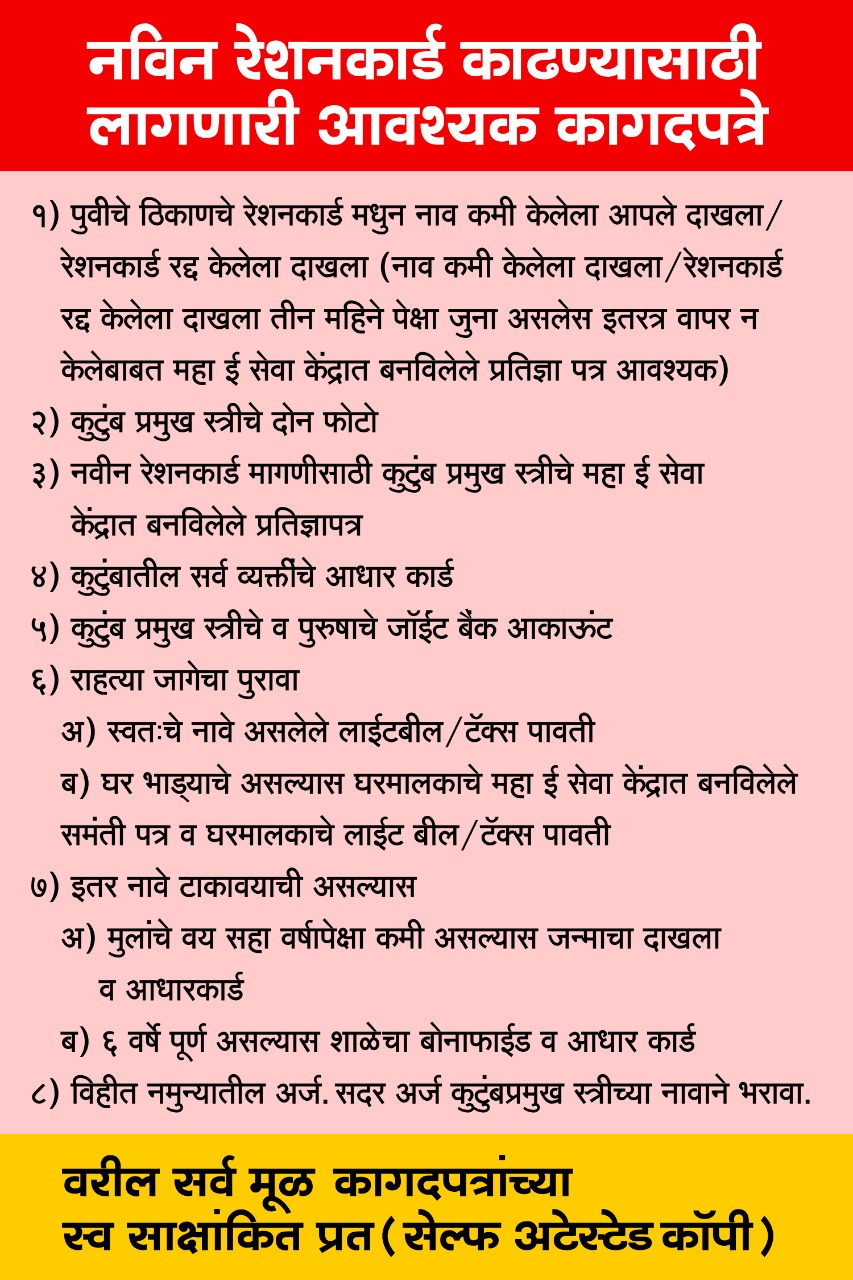 नविन रेशनकार्ड काढण्यासाठी
लागणारी आवश्यक कागदपत्रे
१) पुवीचे ठिकाणचे रेशनकार्ड मधुन नाव कमी केलेला आपले दाखला/
रेशनकार्ड रद्द केलेला दाखला (नाव कमी केलेला दाखला/रेशनकार्ड
रद्द केलेला दाखला तीन महिने पेक्षा जुना असलेस इतरत्र वापर न
केलेबाबत महा ई सेवा केंद्रात बनविलेले प्रतिज्ञा पत्र आवश्यक)
२) कुटुंब प्रमुख स्त्रीचे दोन फोटो
३) नवीन रेशनकार्ड मागणीसाठी कुटुंब प्रमुख स्त्रीचे महा ई सेवा
केंद्रात बनविलेले प्रतिज्ञापत्र
४) कुटुंबातील सर्व व्यक्तींचे आधार कार्ड
५) कुटुंब प्रमुख स्त्रीचे व पुरुषाचे जॉईट बैंक आकाऊंट
६) राहत्या जागेचा पुरावा
अ) स्वतःचे नावे असलेले लाईटबील/टॅक्स पावती
ब) घर भाड्याचे असल्यास घरमालकाचे महा ई सेवा केंद्रात बनविलेले
समंती पत्र व घरमालकाचे लाईट बील/टॅक्स पावती
७) इतर नावे टाकावयाची असल्यास
अ) मुलांचे वय सहा वर्षापेक्षा कमी असल्यास जन्माचा दाखला
व आधारकार्ड
ब) ६ वर्षे पूर्ण असल्यास शाळेचा बोनाफाईड व आधार कार्ड
८) विहीत नमुन्यातील अर्ज. सदर अर्ज कुटुंबप्रमुख स्त्रीच्या नावाने भरावा.
वरील सर्व मूळ कागदपत्रांच्या
स्व साक्षांकित प्रत (सेल्फ अटेस्टेड कॉपी)